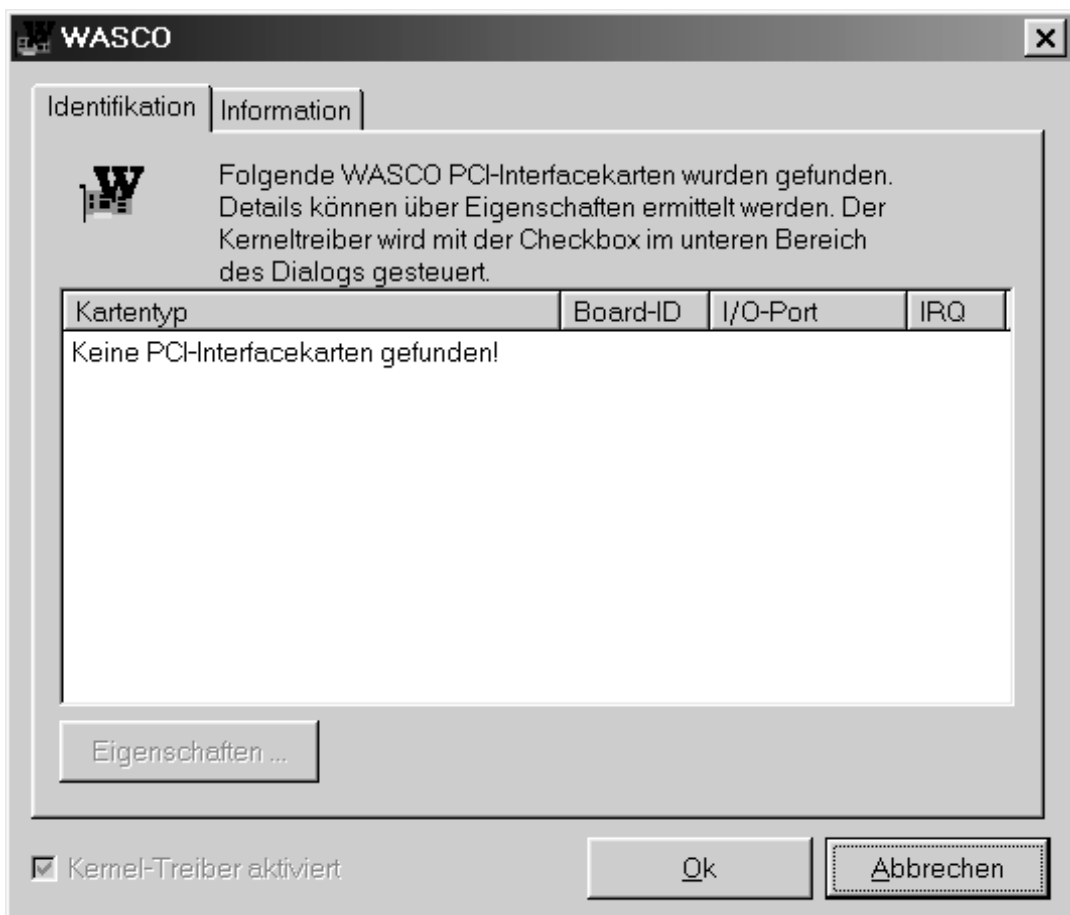 WASCO
Identifikation
Information
Folgende WASCO PCI-Interfacekarten wurden gefunden.
Details können über Eigenschaften ermittelt werden. Der
Kerneltreiber wird mit der Checkbox im unteren Bereich
des Dialogs gesteuert.
Kartentyp Board-ID I/O-Port IRQ
Keine PCI-Interfacekarten gefunden!
Eigenschaften ...
Kernel-Treiber aktiviert
Ok
Abbrechen